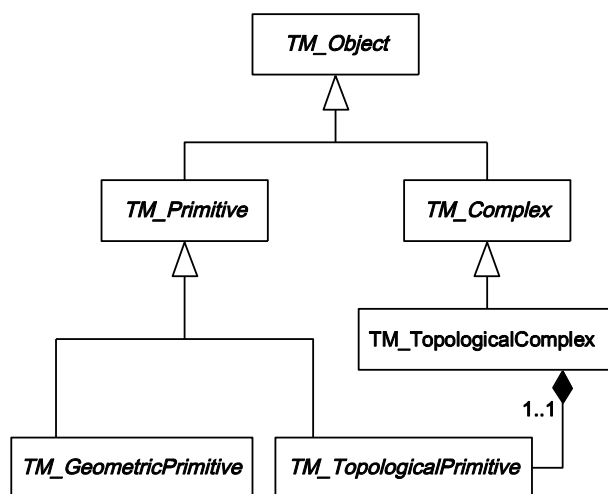 TM_Object
TM_Primitive
TM_Complex
TM_TopologicalComplex
1..1
TM_GeometricPrimitive
TM_TopologicalPrimitive